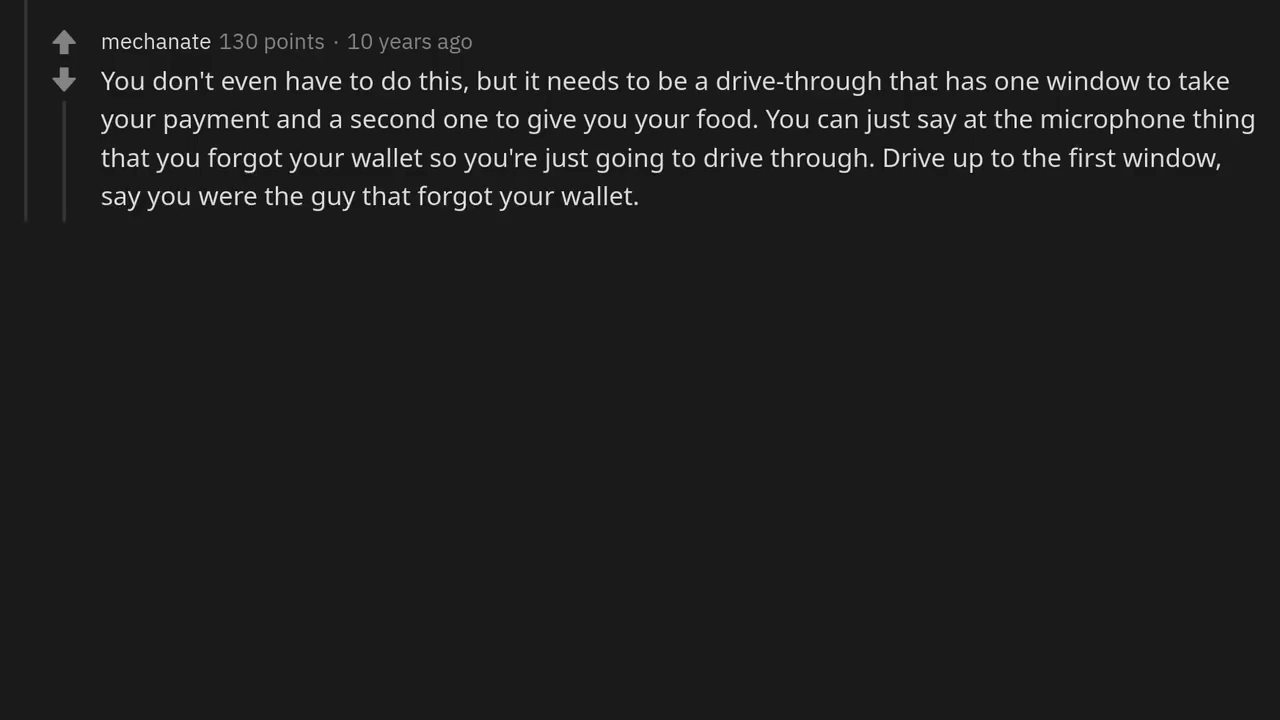 mechanate 130 points · 10 years ago
You don't even have to do this, but it needs to be a drive-through that has one window to take
your payment and a second one to give you your food. You can just say at the microphone thing
that you forgot your wallet so you're just going to drive through. Drive up to the first window,
say you were the guy that forgot your wallet.